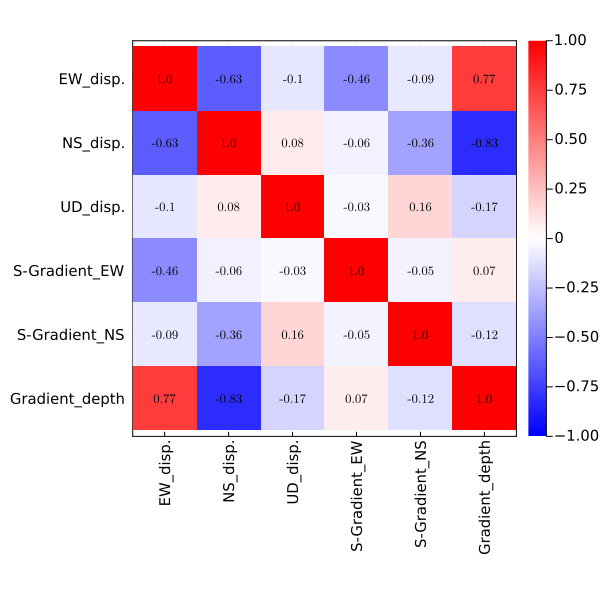 EW_disp. 1.0 -0.63 -0.1 -0.46 -0.09 0.77
NS_disp. -0.63 1.0 0.08 -0.06 -0.36 -0.83
UD_disp. -0.1 0.08 1.0 -0.03 0.16 -0.17
S-Gradient_EW -0.46 -0.06 -0.03 1.0 -0.05 0.07
S-Gradient_NS -0.09 -0.36 0.16 -0.05 1.0 -0.12
Gradient_depth 0.77 -0.83 -0.17 0.07 -0.12 1.0
EW_disp.
NS_disp.
UD_disp.
S-Gradient_EW
S-Gradient_NS
Gradient_depth
1.00
0.75
0.50
0.25
0
−0.25
−0.50
−0.75
−1.00